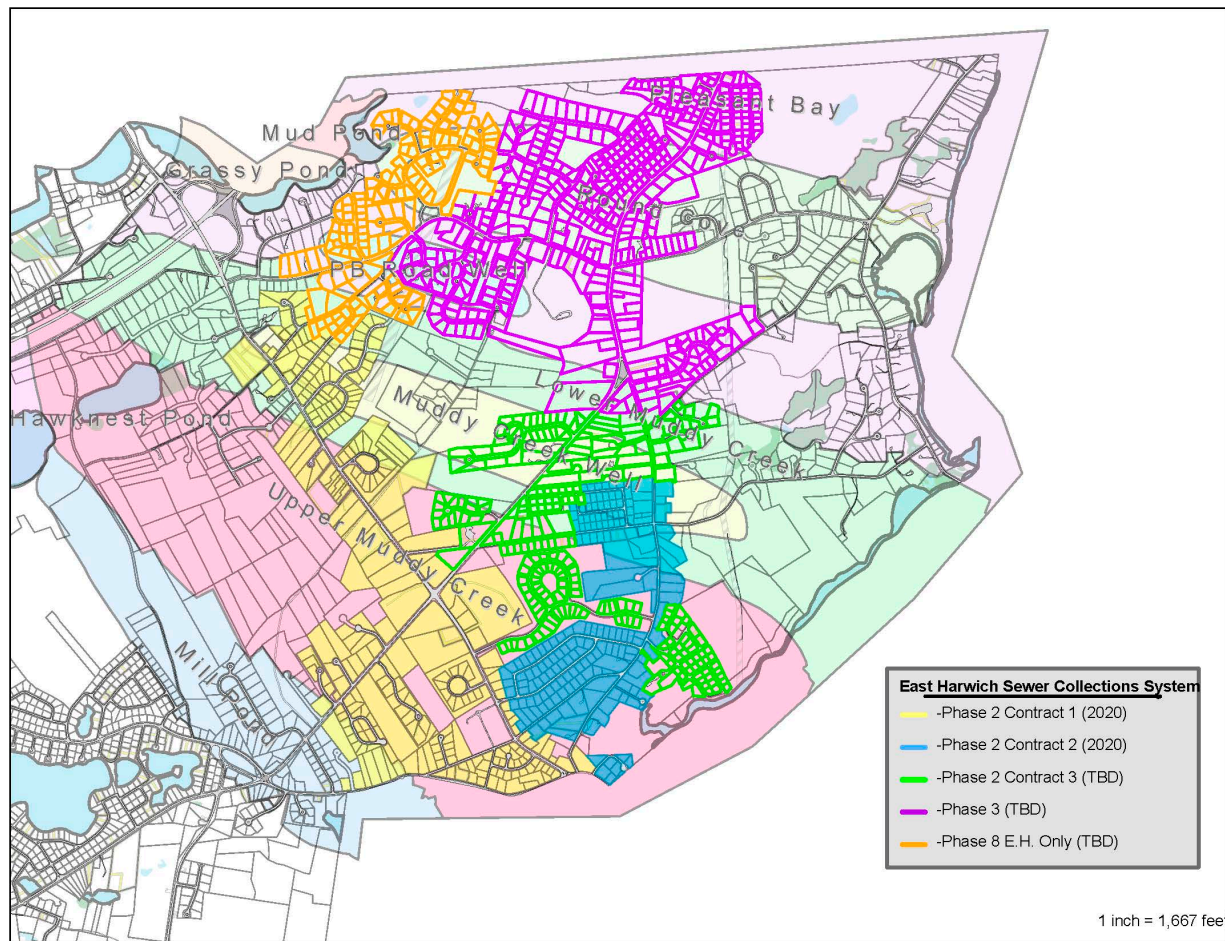 Pleasant Bay
Mud Pond
Grassy Pond
Round Cove
PB Road Well
Hawknest Pond
Muddy Creek Well
Lower Muddy Creek
Upper Muddy Creek
Mill Pond
East Harwich Sewer Collections System
-Phase 2 Contract 1 (2020)
-Phase 2 Contract 2 (2020)
-Phase 2 Contract 3 (TBD)
-Phase 3 (TBD)
-Phase 8 E.H. Only (TBD)
1 inch = 1,667 feet